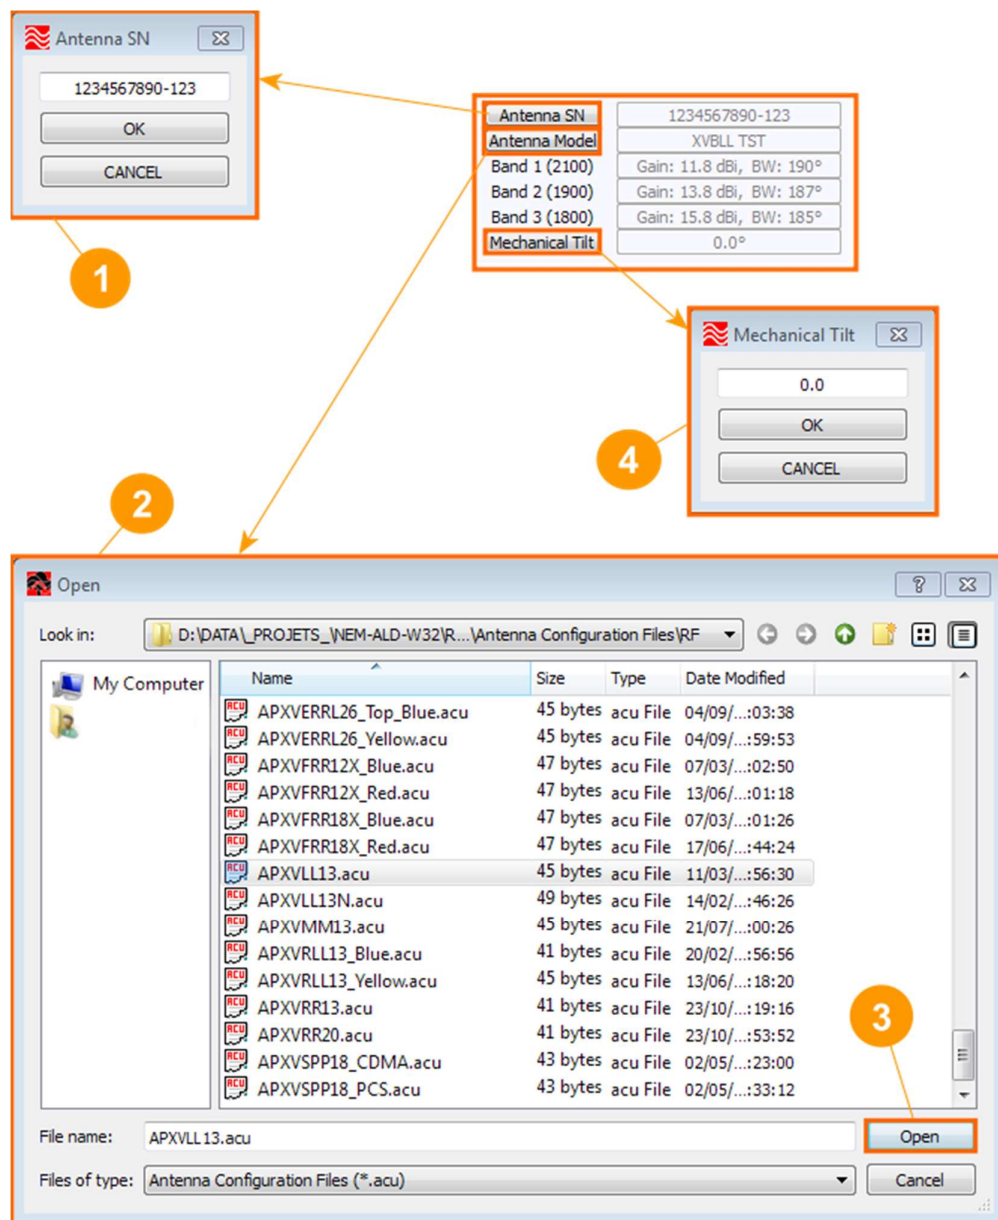 Antenna SN
1234567890-123
OK
CANCEL
1
Antenna SN 1234567890-123
Antenna Model XVBLL TST
Band 1 (2100) Gain: 11.8 dBi, BW: 190°
Band 2 (1900) Gain: 13.8 dBi, BW: 187°
Band 3 (1800) Gain: 15.8 dBi, BW: 185°
Mechanical Tilt 0.0°
Mechanical Tilt
0.0
OK
CANCEL
4
2
Open
Look in: D:\DATA\_PROJETS_\NEM-ALD-W32\R...\Antenna Configuration Files\RF
My Computer
Name Size Type Date Modified
APXVERRL26_Top_Blue.acu 45 bytes acu File 04/09/...:03:38
APXVERRL26_Yellow.acu 45 bytes acu File 04/09/...:59:53
APXVFRR12X_Blue.acu 47 bytes acu File 07/03/...:02:50
APXVFRR12X_Red.acu 47 bytes acu File 13/06/...:01:18
APXVFRR18X_Blue.acu 47 bytes acu File 07/03/...:01:26
APXVFRR18X_Red.acu 47 bytes acu File 17/06/...:44:24
APXVLL13.acu 45 bytes acu File 11/03/...:56:30
APXVLL13N.acu 49 bytes acu File 14/02/...:46:26
APXVMM13.acu 45 bytes acu File 21/07/...:00:26
APXVRLL13_Blue.acu 41 bytes acu File 20/02/...:56:56
APXVRLL13_Yellow.acu 45 bytes acu File 13/06/...:18:20
APXVRR13.acu 41 bytes acu File 23/10/...:19:16
APXVRR20.acu 41 bytes acu File 23/10/...:53:52
APXVSPP18_CDMA.acu 43 bytes acu File 02/05/...:23:00
APXVSPP18_PCS.acu 43 bytes acu File 02/05/...:33:12
3
File name: APXVLL13.acu Open
Files of type: Antenna Configuration Files (*.acu) Cancel